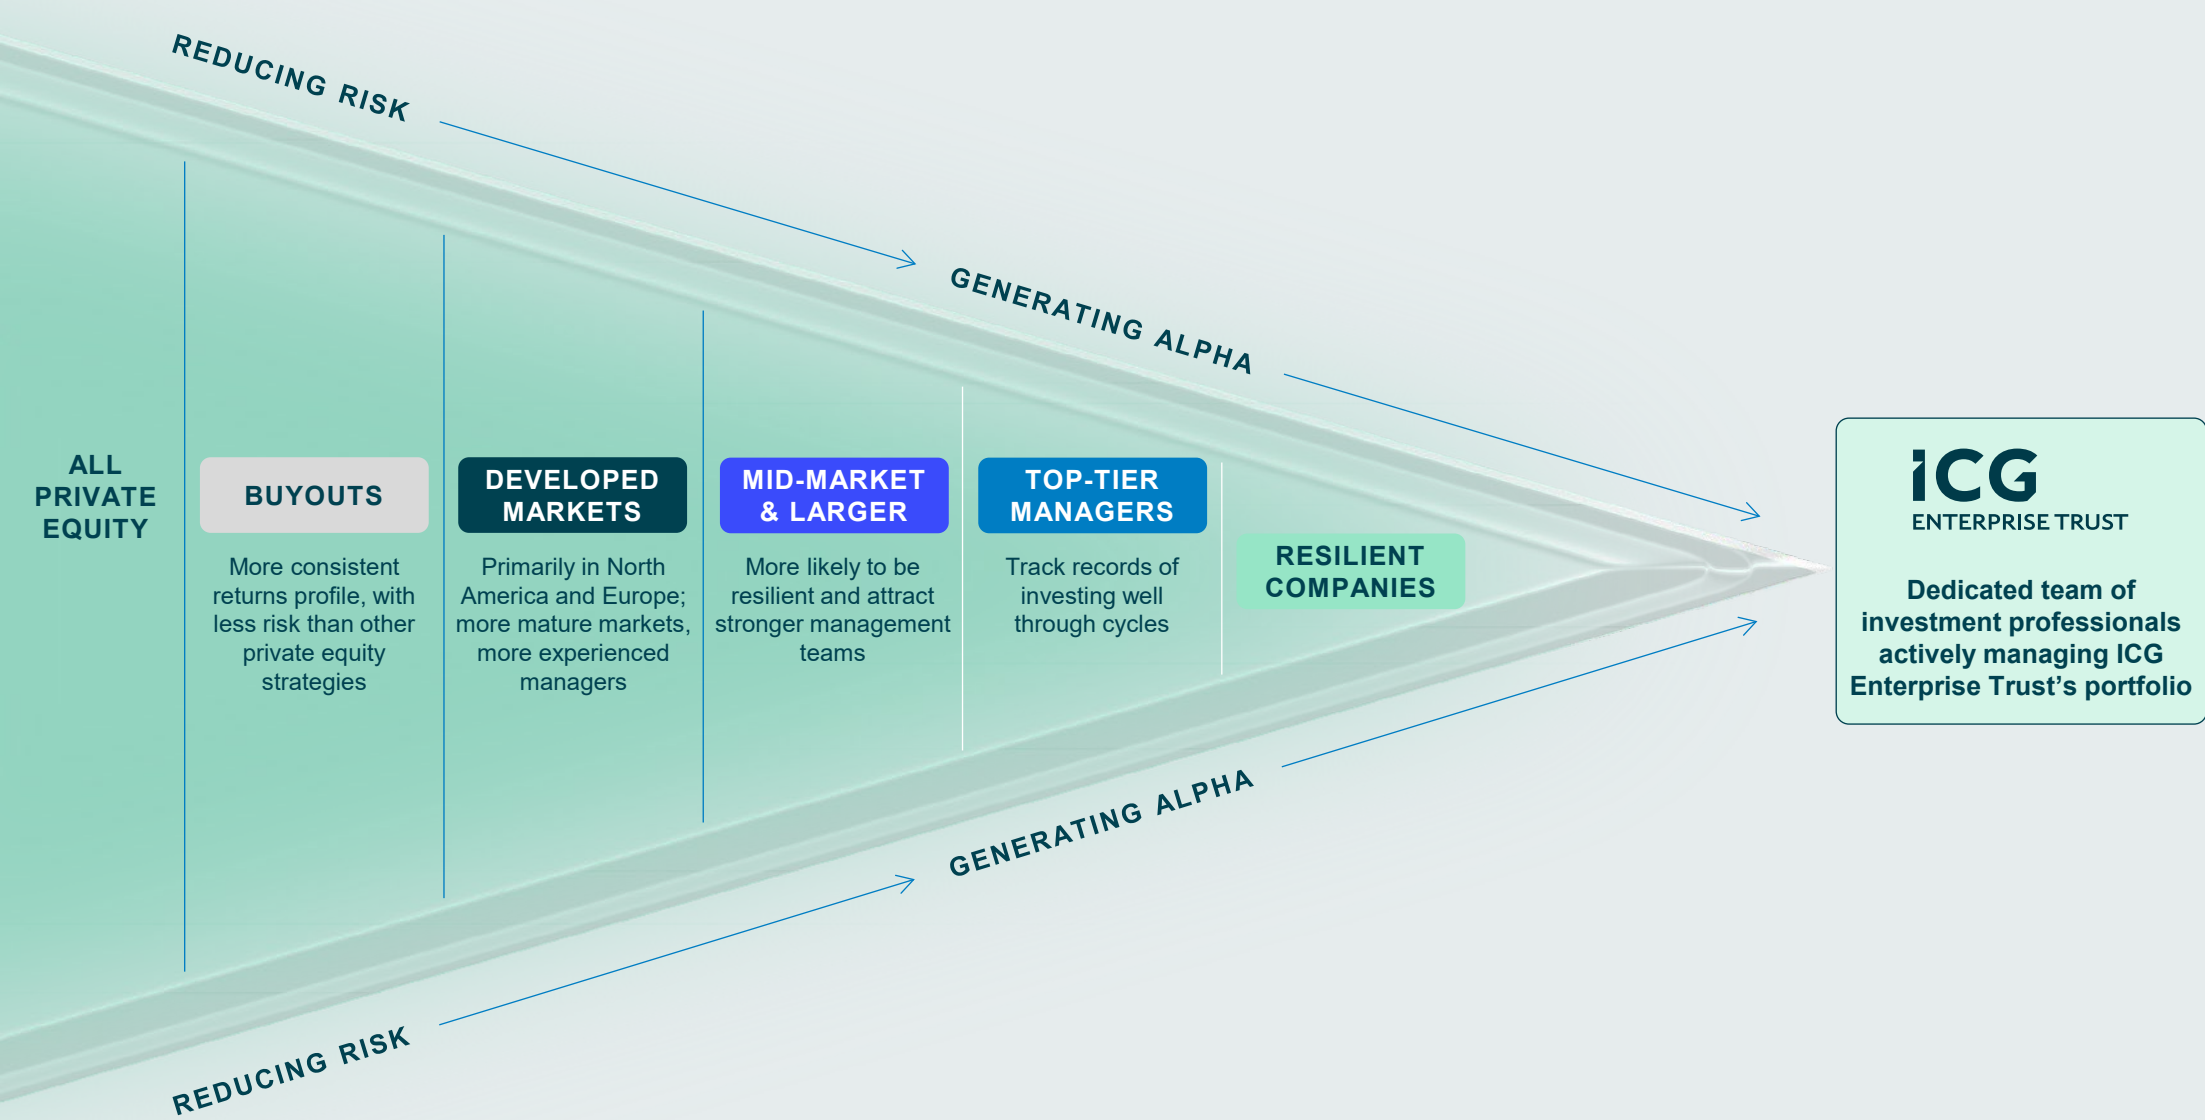 REDUCING RISK
GENERATING ALPHA
ALL
PRIVATE
EQUITY
BUYOUTS
More consistent
returns profile, with
less risk than other
private equity
strategies
DEVELOPED
MARKETS
Primarily in North
America and Europe;
more mature markets,
more experienced
managers
MID-MARKET
& LARGER
More likely to be
resilient and attract
stronger management
teams
TOP-TIER
MANAGERS
Track records of
investing well
through cycles
RESILIENT
COMPANIES
ICG
ENTERPRISE TRUST
Dedicated team of
investment professionals
actively managing ICG
Enterprise Trust’s portfolio
GENERATING ALPHA
REDUCING RISK